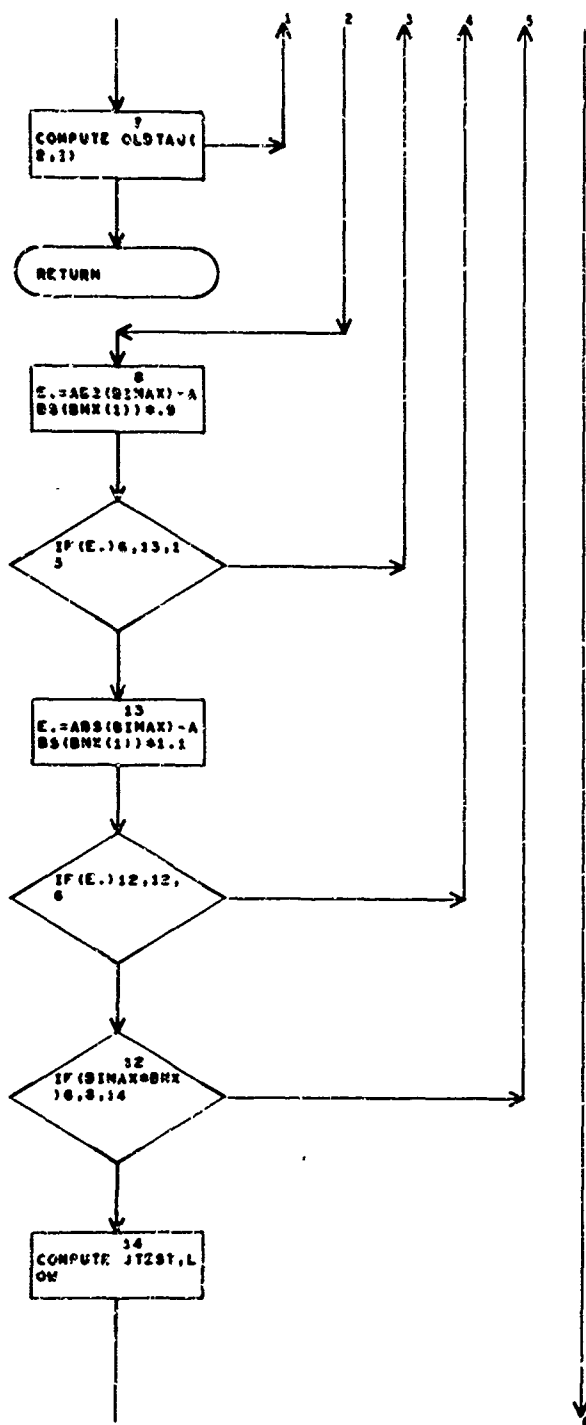 1 2 3 4 5
7
COMPUTE OLDTAU(
2,I)
RETURN
8
E.=ABS(BIMAX)-A
BS(BMX(1))*.9
IF(E.)6,13,1
3
13
E.=ABS(BIMAX)-A
BS(BMX(1))*1.1
IF(E.)12,12,
6
12
IF(BIMAX*BMX
)6,8,14
14
COMPUTE JTEST,L
OW